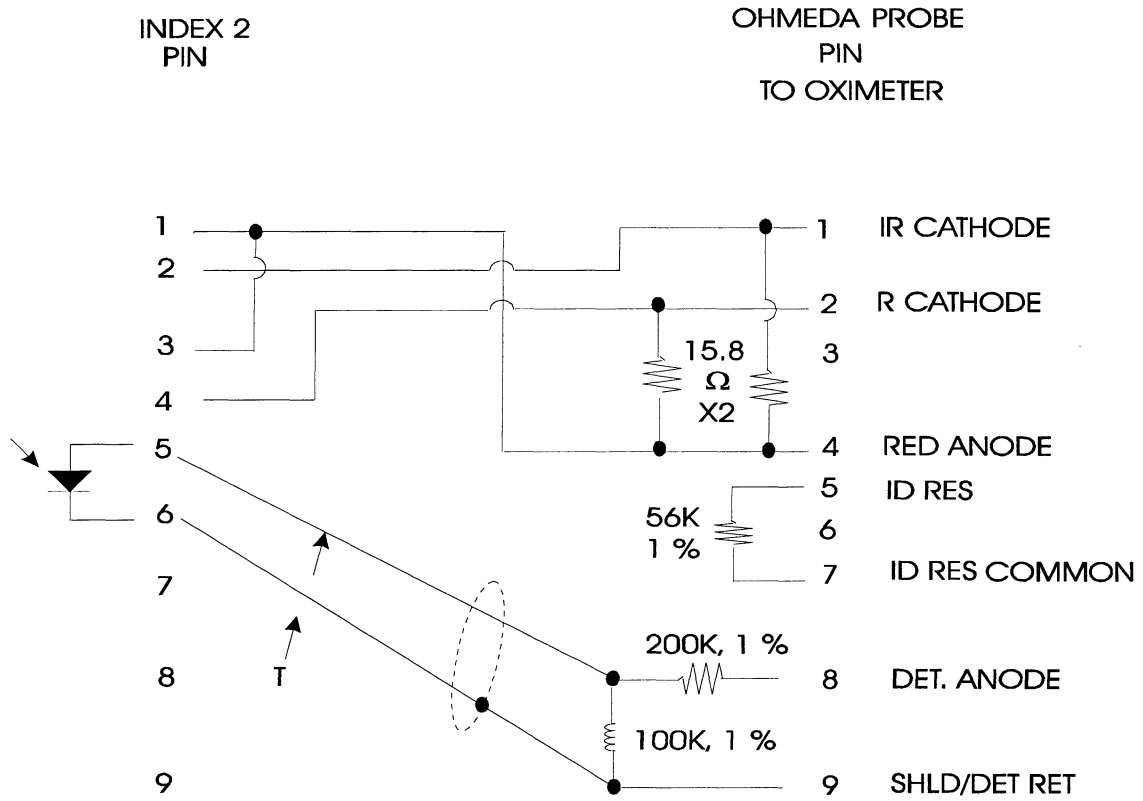 INDEX 2
PIN
OHMEDA PROBE
PIN
TO OXIMETER
1
2
3
4
5
6
7
8
9
T
15.8
Ω
X2
56K
1 %
200K, 1 %
100K, 1 %
1 IR CATHODE
2 R CATHODE
3
4 RED ANODE
5 ID RES
6
7 ID RES COMMON
8 DET. ANODE
9 SHLD/DET RET